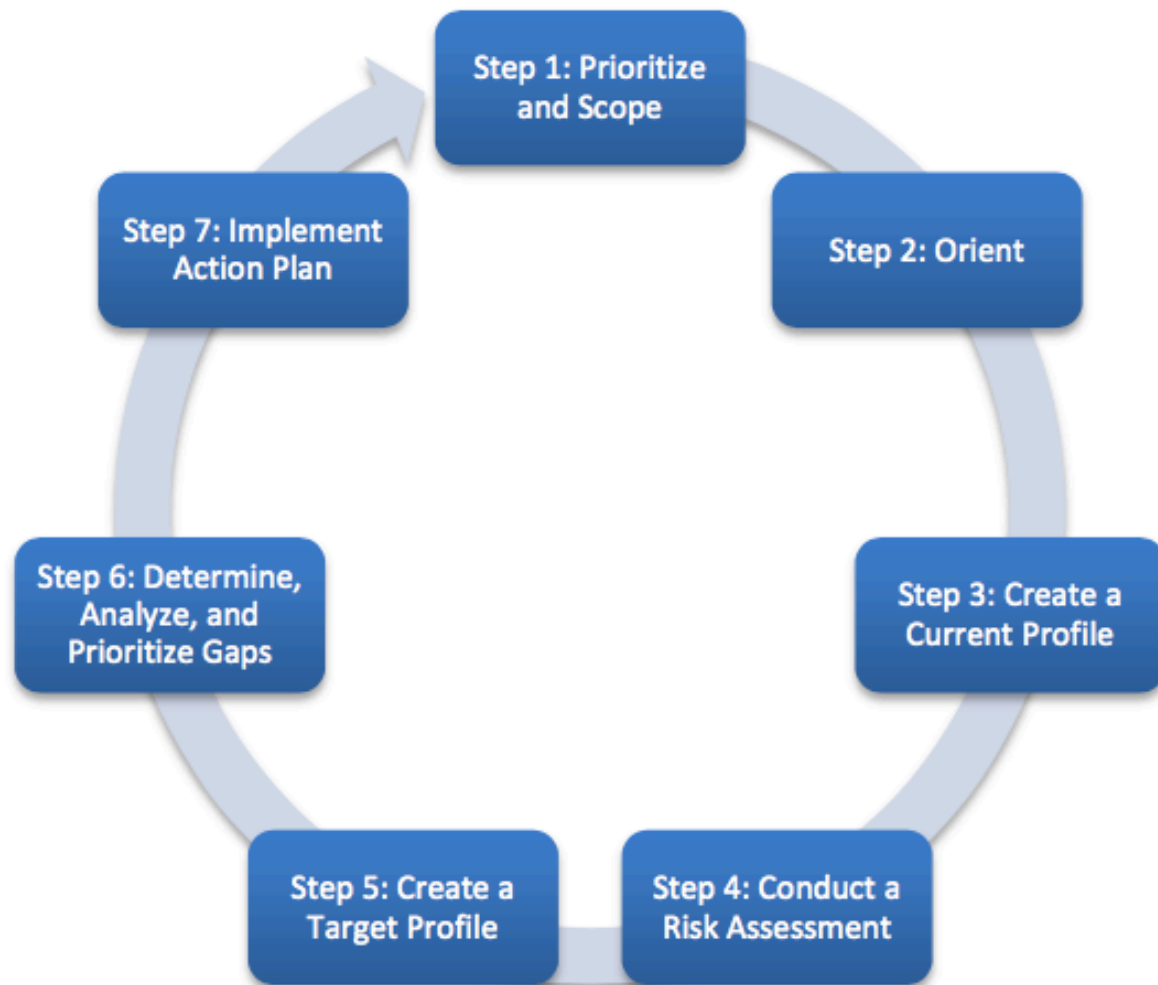 Step 1: Prioritize
and Scope
Step 2: Orient
Step 3: Create a
Current Profile
Step 4: Conduct a
Risk Assessment
Step 5: Create a
Target Profile
Step 6: Determine,
Analyze, and
Prioritize Gaps
Step 7: Implement
Action Plan